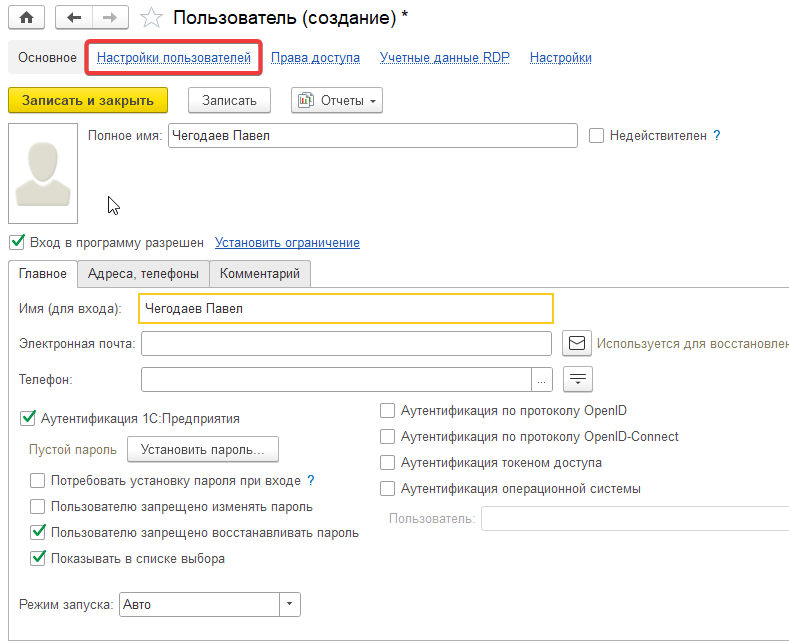 Пользователь (создание) *
Основное Настройки пользователей Права доступа Учетные данные RDP Настройки
Записать и закрыть Записать Отчеты
Полное имя: Чегодаев Павел Недействителен ?
Вход в программу разрешен Установить ограничение
Главное Адреса, телефоны Комментарий
Имя (для входа): Чегодаев Павел
Электронная почта: Используется для восстановлен
Телефон: ...
Аутентификация 1С:Предприятия
Пустой пароль Установить пароль...
Потребовать установку пароля при входе ?
Пользователю запрещено изменять пароль
Пользователю запрещено восстанавливать пароль
Показывать в списке выбора
Аутентификация по протоколу OpenID
Аутентификация по протоколу OpenID-Connect
Аутентификация токеном доступа
Аутентификация операционной системы
Пользователь:
Режим запуска: Авто